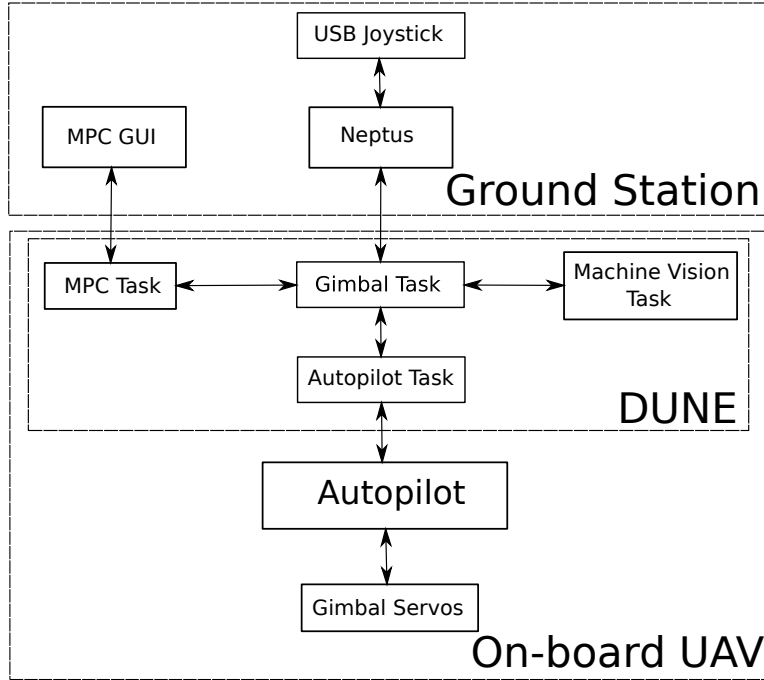 USB Joystick
MPC GUI
Neptus
Ground Station
MPC Task
Gimbal Task
Machine Vision
Task
Autopilot Task
DUNE
Autopilot
Gimbal Servos
On-board UAV